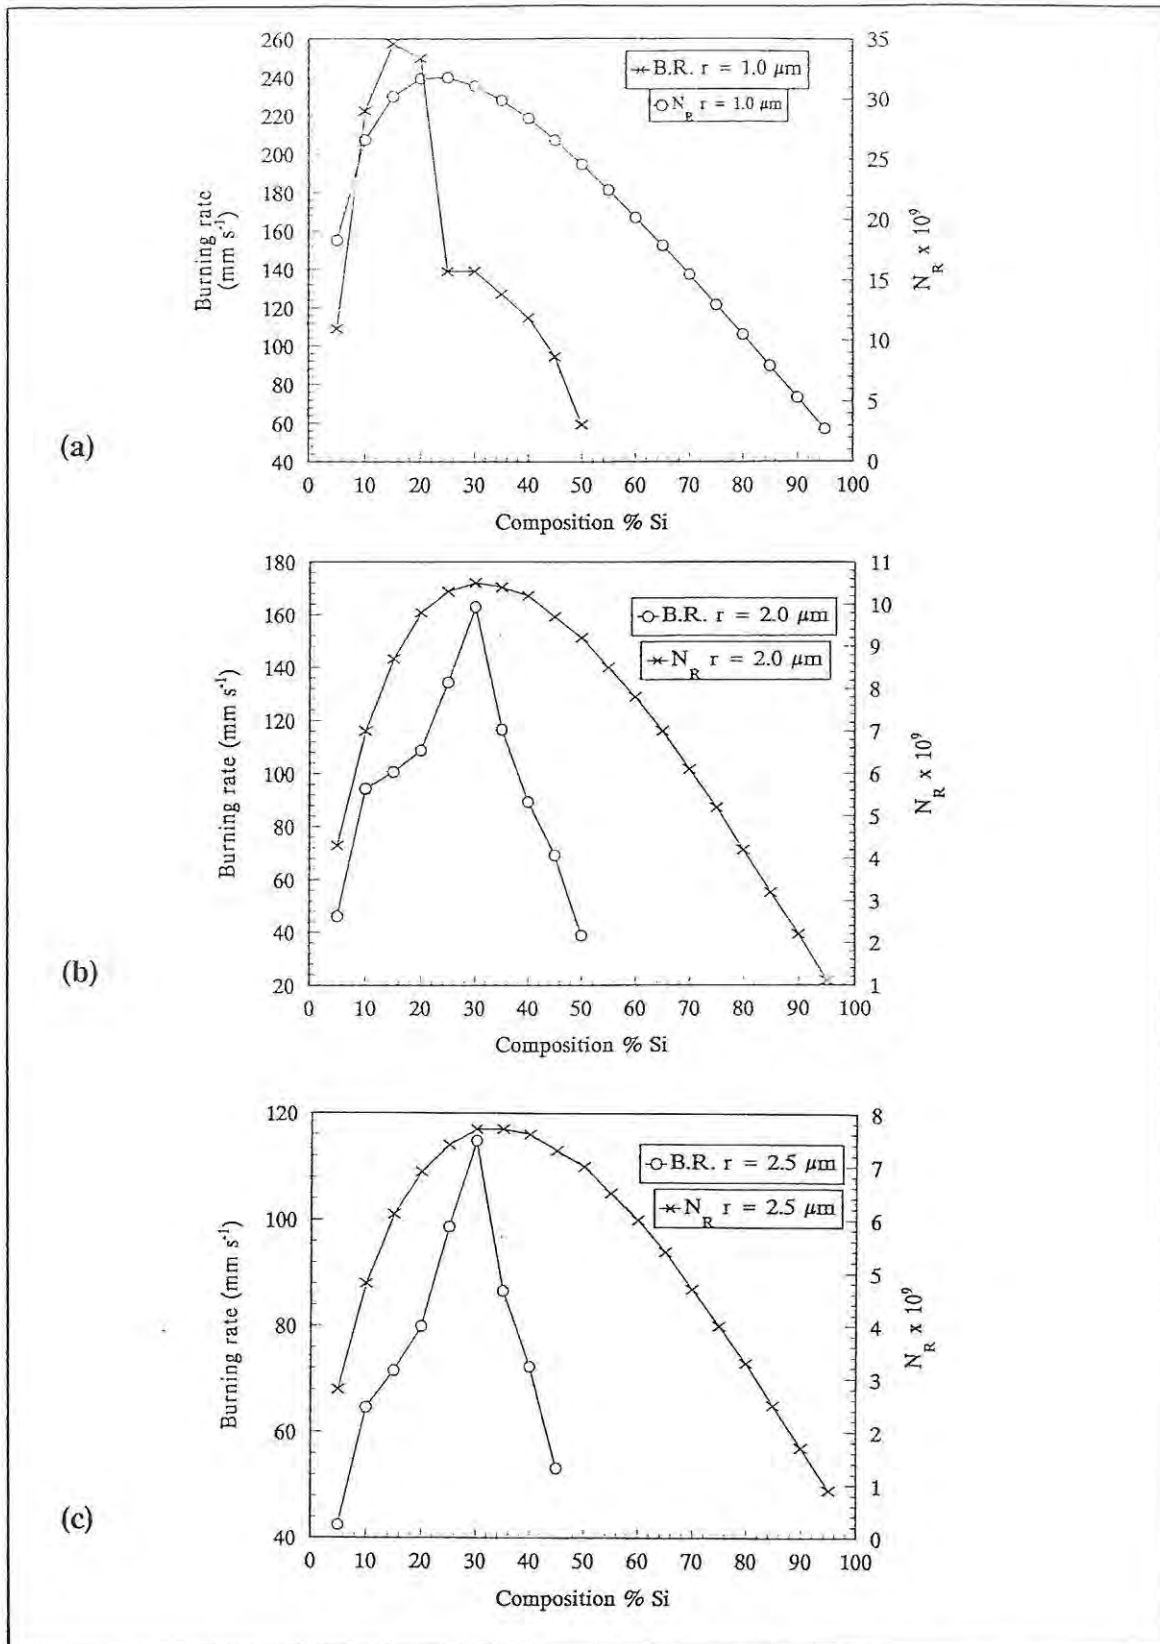 (a)
260
240
220
200
180
160
140
120
100
80
60
40
Burning rate
(mm s⁻¹)
B.R. r = 1.0 μm
N_R r = 1.0 μm
35
30
25
20
15
10
5
0
N_R x 10⁹
0 10 20 30 40 50 60 70 80 90 100
Composition % Si
(b)
180
160
140
120
100
80
60
40
20
Burning rate (mm s⁻¹)
B.R. r = 2.0 μm
N_R r = 2.0 μm
11
10
9
8
7
6
5
4
3
2
1
N_R x 10⁹
0 10 20 30 40 50 60 70 80 90 100
Composition % Si
(c)
120
100
80
60
40
Burning rate (mm s⁻¹)
B.R. r = 2.5 μm
N_R r = 2.5 μm
8
7
6
5
4
3
2
1
0
N_R x 10⁹
0 10 20 30 40 50 60 70 80 90 100
Composition % Si